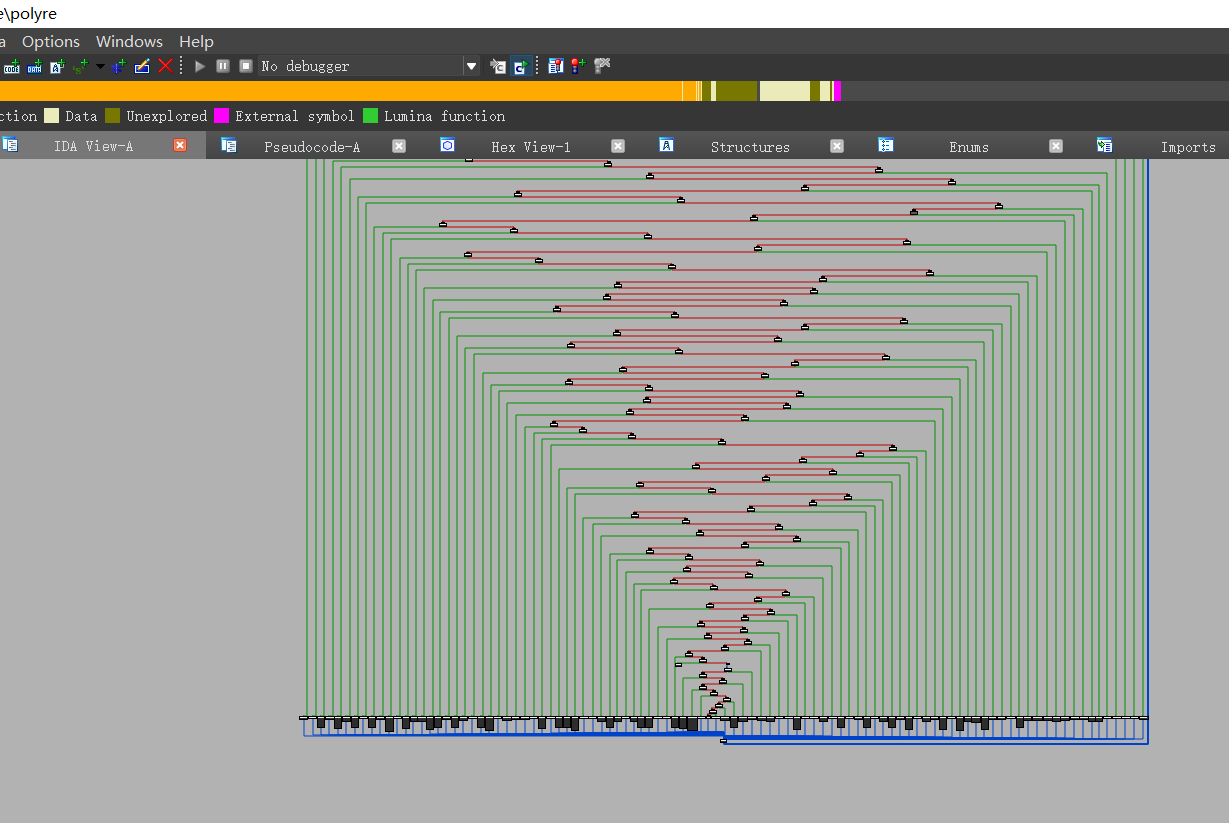 e\polyre
a Options Windows Help
No debugger
ction Data Unexplored External symbol Lumina function
IDA View-A Pseudocode-A Hex View-1 Structures Enums Imports